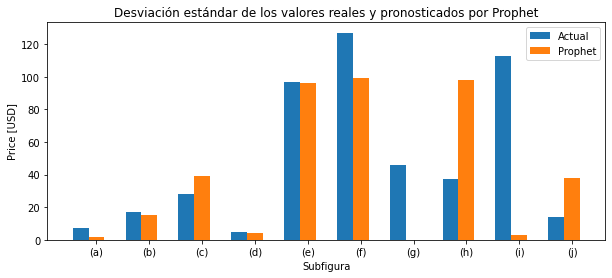 Desviación estándar de los valores reales y pronosticados por Prophet
Actual
Prophet
Price [USD]
120
100
80
60
40
20
0
(a) (b) (c) (d) (e) (f) (g) (h) (i) (j)
Subfigura